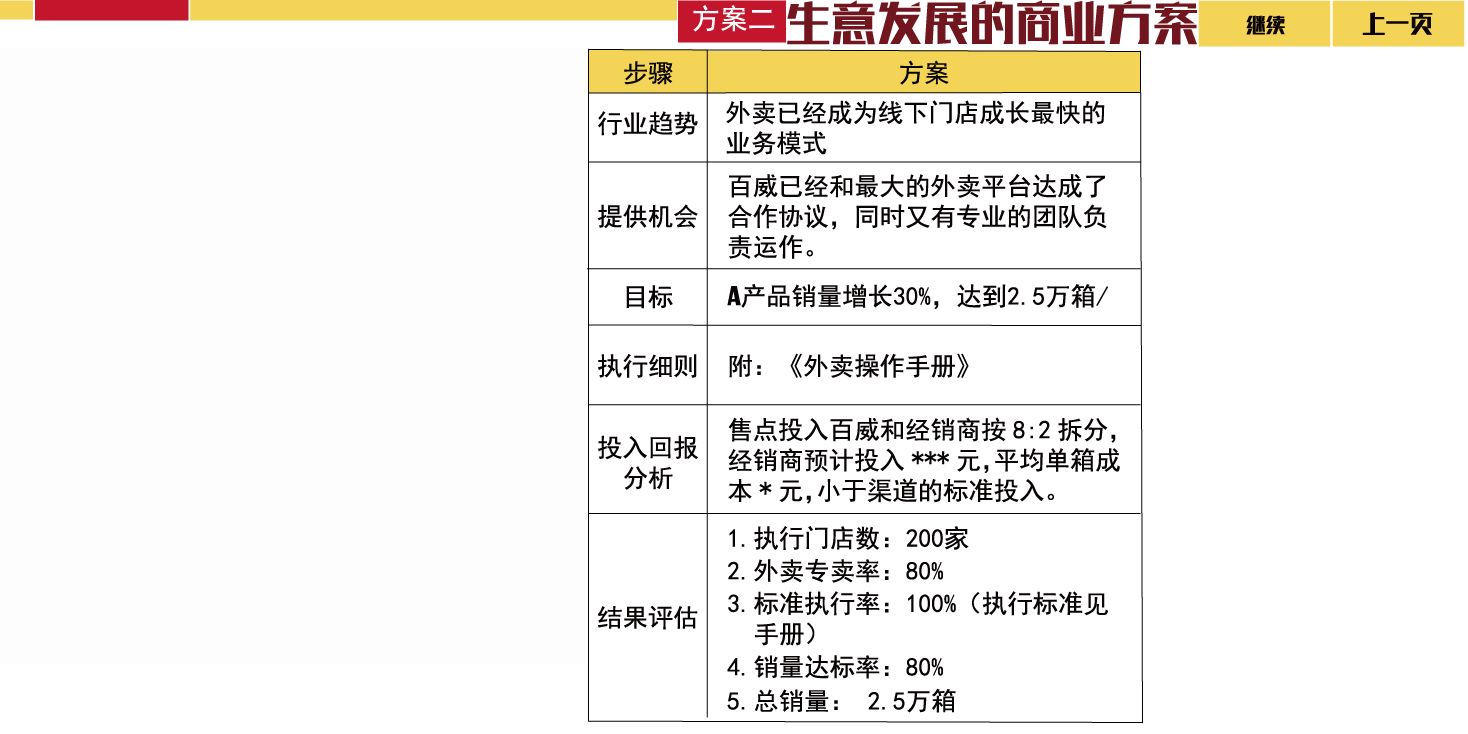 方案二 生意发展的商业方案 继续 上一页
步骤 方案
行业趋势 外卖已经成为线下门店成长最快的
业务模式
提供机会 百威已经和最大的外卖平台达成了
合作协议，同时又有专业的团队负
责运作。
目标 A产品销量增长30%，达到2.5万箱/
执行细则 附：《外卖操作手册》
投入回报
分析
售点投入百威和经销商按 8:2 拆分，
经销商预计投入 *** 元，平均单箱成
本 * 元，小于渠道的标准投入。
结果评估
1. 执行门店数：200家
2. 外卖专卖率：80%
3. 标准执行率：100%（执行标准见
手册）
4. 销量达标率：80%
5. 总销量： 2.5万箱